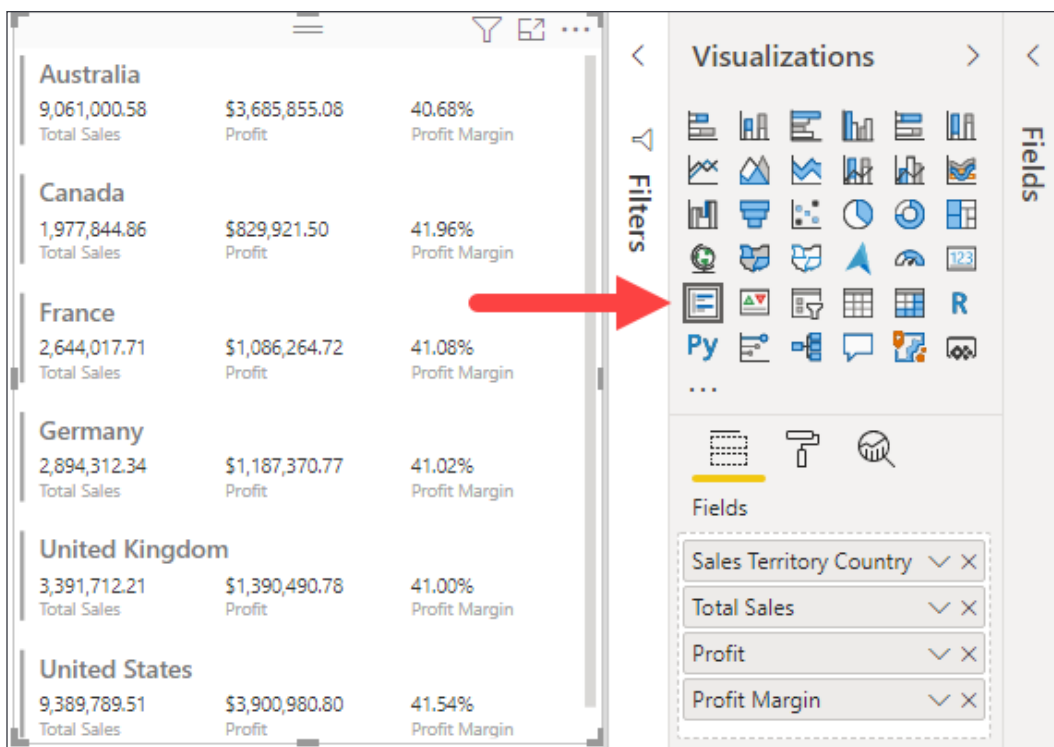 Australia
9,061,000.58 $3,685,855.08 40.68%
Total Sales Profit Profit Margin
Canada
1,977,844.86 $829,921.50 41.96%
Total Sales Profit Profit Margin
France
2,644,017.71 $1,086,264.72 41.08%
Total Sales Profit Profit Margin
Germany
2,894,312.34 $1,187,370.77 41.02%
Total Sales Profit Profit Margin
United Kingdom
3,391,712.21 $1,390,490.78 41.00%
Total Sales Profit Profit Margin
United States
9,389,789.51 $3,900,980.80 41.54%
Total Sales Profit Profit Margin
Filters
Visualizations
123
R
Py
Fields
Sales Territory Country
Total Sales
Profit
Profit Margin
Fields